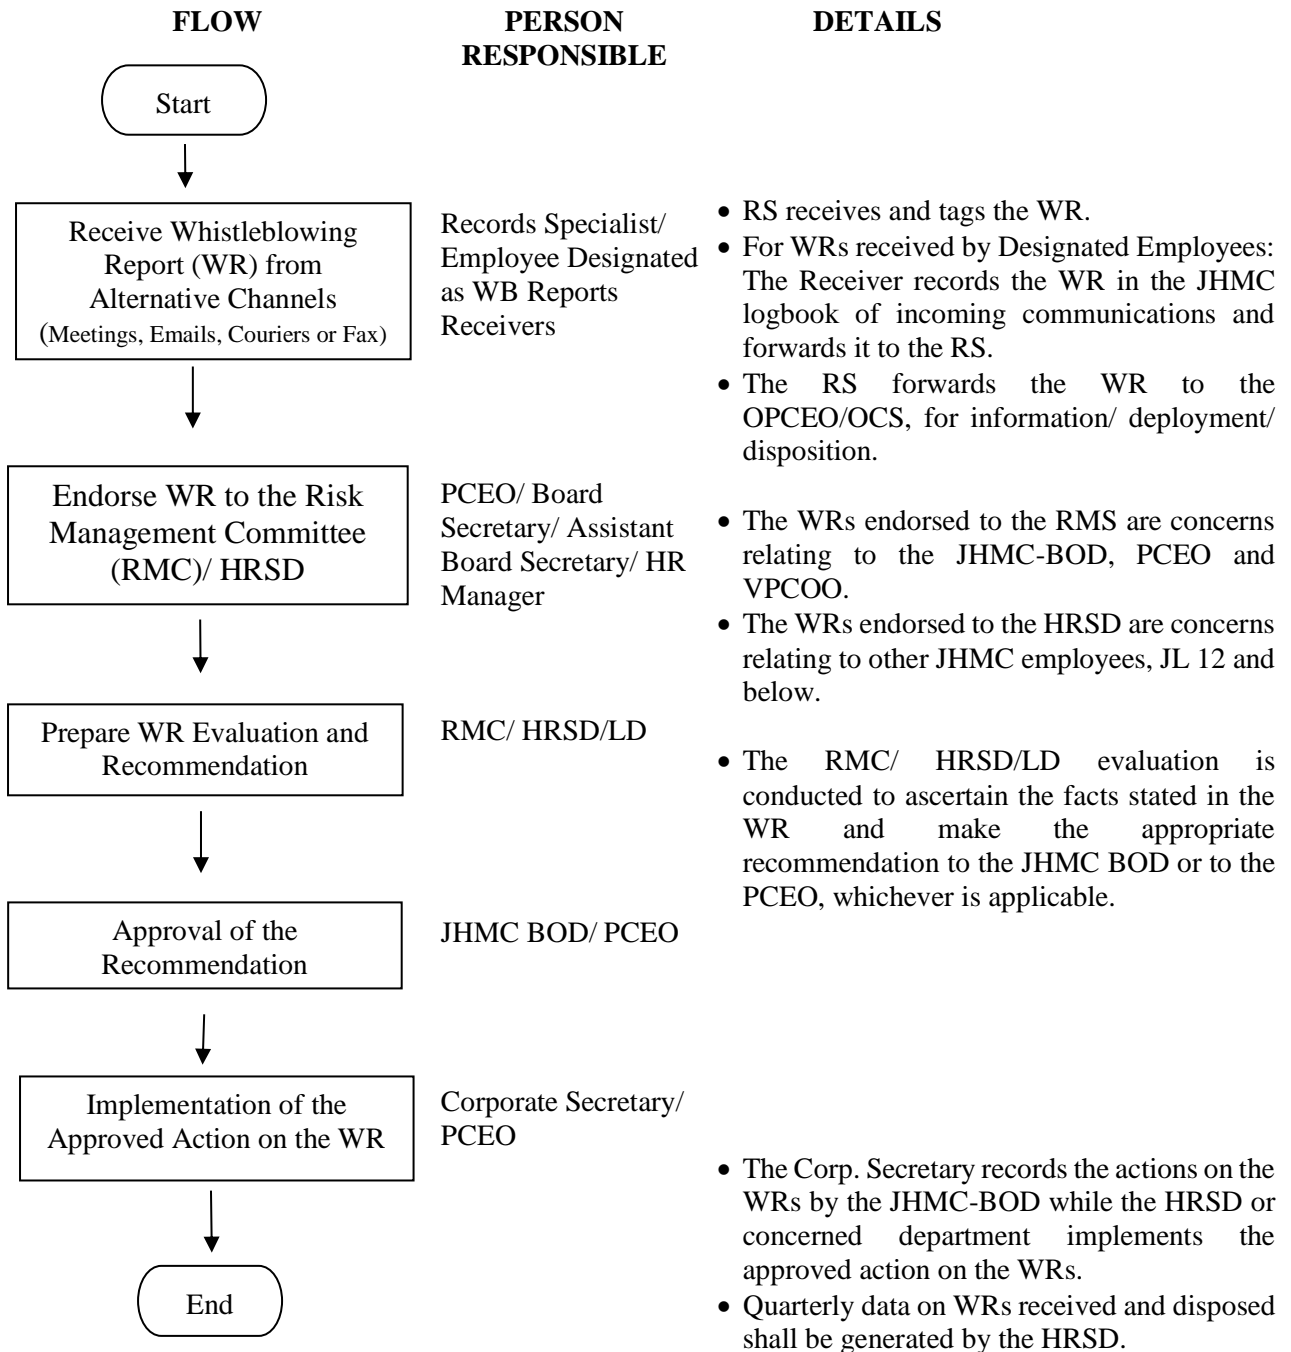 FLOW
PERSON
RESPONSIBLE
DETAILS
Start
Receive Whistleblowing
Report (WR) from
Alternative Channels
(Meetings, Emails, Couriers or Fax)
Records Specialist/
Employee Designated
as WB Reports
Receivers
• RS receives and tags the WR.
• For WRs received by Designated Employees:
The Receiver records the WR in the JHMC
logbook of incoming communications and
forwards it to the RS.
• The RS forwards the WR to the
OPCEO/OCS, for information/ deployment/
disposition.
Endorse WR to the Risk
Management Committee
(RMC)/ HRSD
PCEO/ Board
Secretary/ Assistant
Board Secretary/ HR
Manager
• The WRs endorsed to the RMS are concerns
relating to the JHMC-BOD, PCEO and
VPCOO.
• The WRs endorsed to the HRSD are concerns
relating to other JHMC employees, JL 12 and
below.
Prepare WR Evaluation and
Recommendation
RMC/ HRSD/LD
• The RMC/ HRSD/LD evaluation is
conducted to ascertain the facts stated in the
WR and make the appropriate
recommendation to the JHMC BOD or to the
PCEO, whichever is applicable.
Approval of the
Recommendation
JHMC BOD/ PCEO
Implementation of the
Approved Action on the WR
Corporate Secretary/
PCEO
• The Corp. Secretary records the actions on the
WRs by the JHMC-BOD while the HRSD or
concerned department implements the
approved action on the WRs.
• Quarterly data on WRs received and disposed
shall be generated by the HRSD.
End